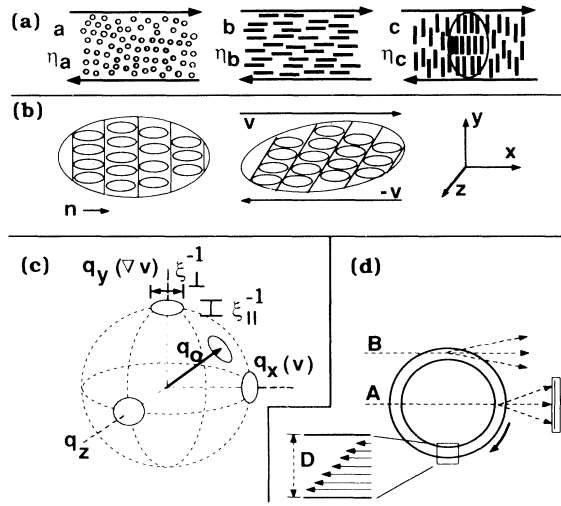 (a) a b c
ηa ηb ηc
(b) v y
x
z
n -v
(c) qy(∇v) ξ⊥⁻¹ (d)
ξ||⁻¹
B
qo qx(v)
A
qz
D